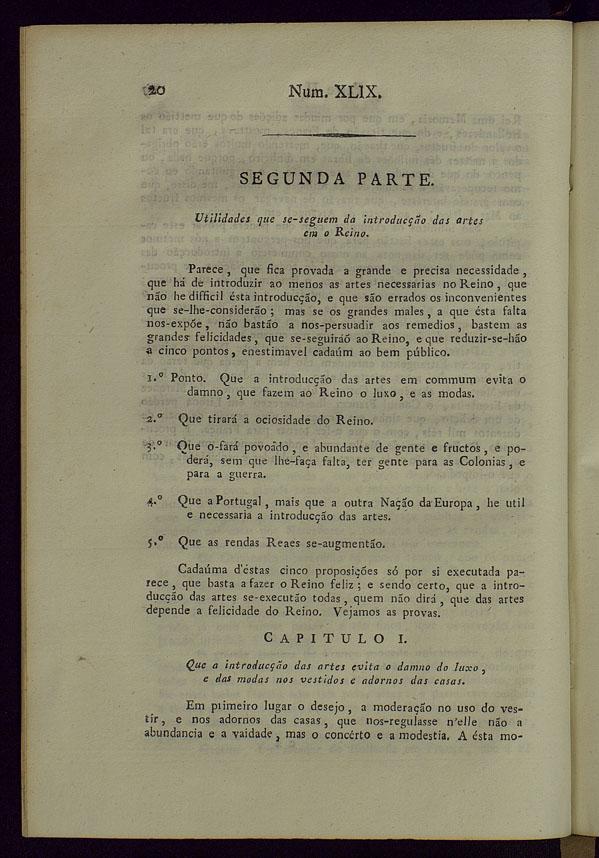 20
Num. XLIX.
SEGUNDA PARTE.
Utilidades que se-seguem da introducção das artes
em o Reino.
Parece, que fica provada a grande e precisa necessidade,
que há de introduzir ao menos as artes necessarias no Reino, que
não he difficil ésta introducção, e que são errados os inconvenientes
que se-lhe-considerão; mas se os grandes males, a que ésta falta
nos-expõe, não bastão a nos-persuadir aos remedios, bastem as
grandes felicidades, que se-seguiráõ ao Reino, e que reduzir-se-hão
a cinco pontos, enestimavel cadaúm ao bem público.
1.º Ponto. Que a introducção das artes em commum evita o
damno, que fazem ao Reino o luxo, e as modas.
2.º Que tirará a ociosidade do Reino.
3.º Que o-fará povoádo, e abundante de gente e fructos, e po-
derá, sem que lhe-faça falta, ter gente para as Colonias, e
para a guerra.
4.º Que a Portugal, mais que a outra Nação da Europa, he util
e necessaria a introducção das artes.
5.º Que as rendas Reaes se-augmentão.
Cadaúma d'éstas cinco proposições só por si executada pa-
rece, que basta a fazer o Reino feliz; e sendo certo, que a intro-
ducção das artes se-executão todas, quem não dirá, que das artes
depende a felicidade do Reino. Vejamos as provas.
CAPITULO I.
Que a introducção das artes evita o damno do luxo,
e das modas nos vestidos e adornos das casas.
Em primeiro lugar o desejo, a moderação no uso do ves-
tir, e nos adornos das casas, que nos-regulasse n'elle não a
abundancia e a vaidade, mas o concérto e a modestia. A ésta mo-